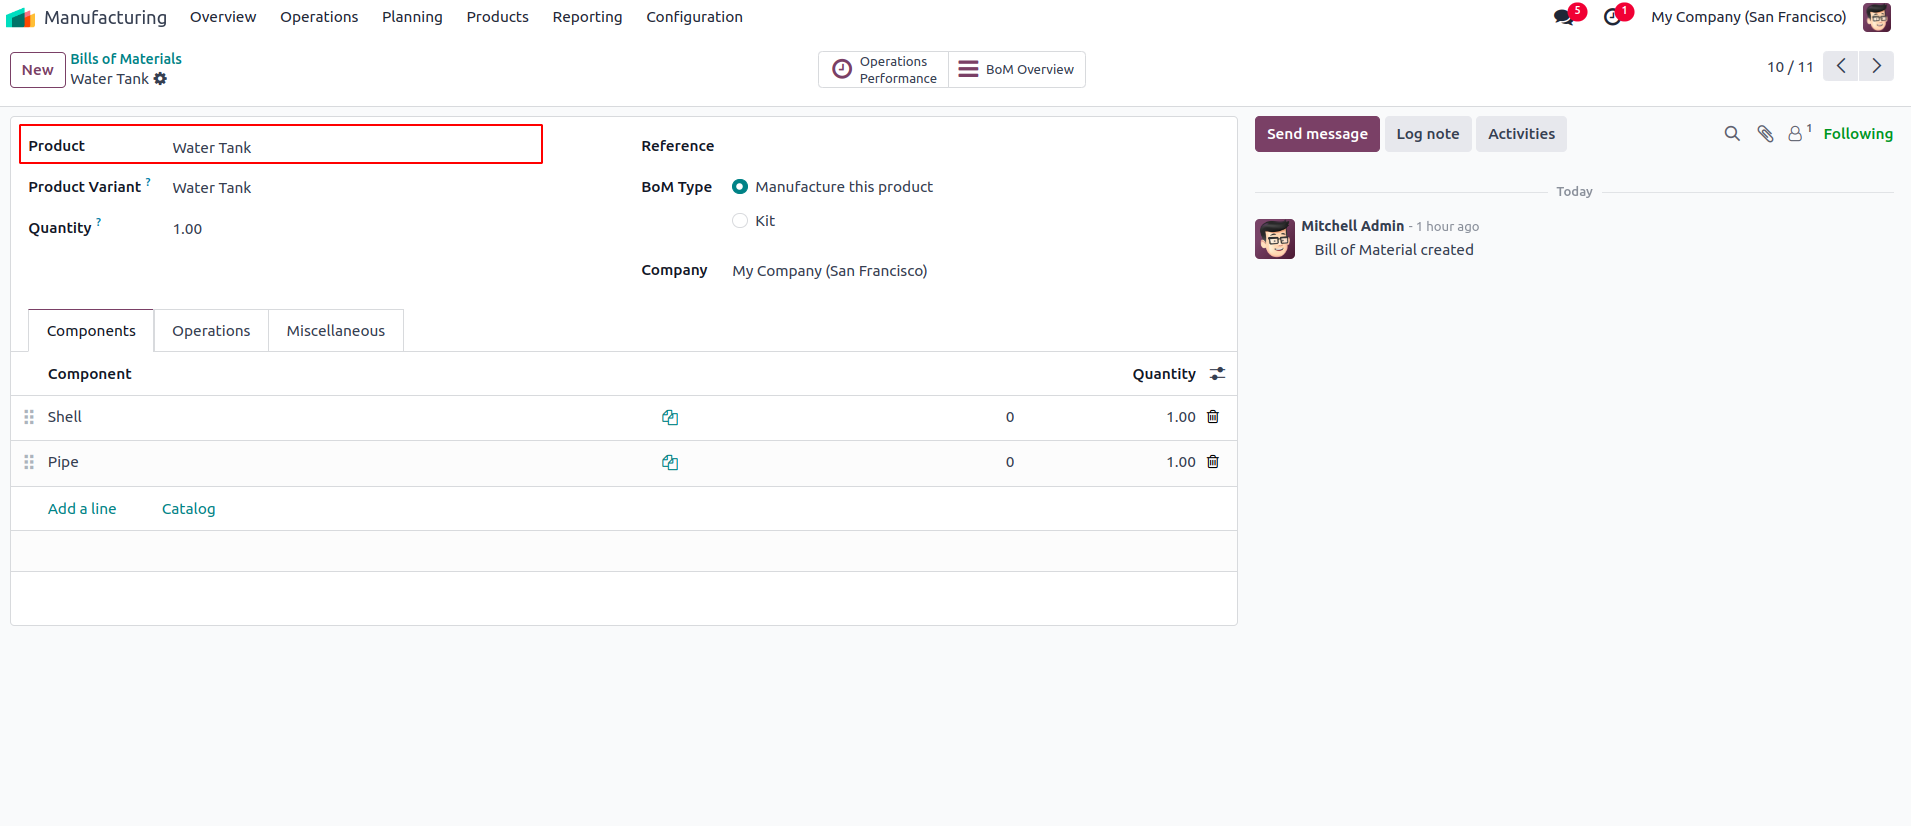 Manufacturing Overview Operations Planning Products Reporting Configuration 5 1 My Company (San Francisco)
New Bills of Materials
Water Tank
Operations Performance
BoM Overview
10 / 11
Product Water Tank
Product Variant ? Water Tank
Quantity ? 1.00
Reference
BoM Type Manufacture this product
Kit
Company My Company (San Francisco)
Components Operations Miscellaneous
Component Quantity
Shell 0 1.00
Pipe 0 1.00
Add a line Catalog
Send message Log note Activities 1 Following
Today
Mitchell Admin - 1 hour ago
Bill of Material created